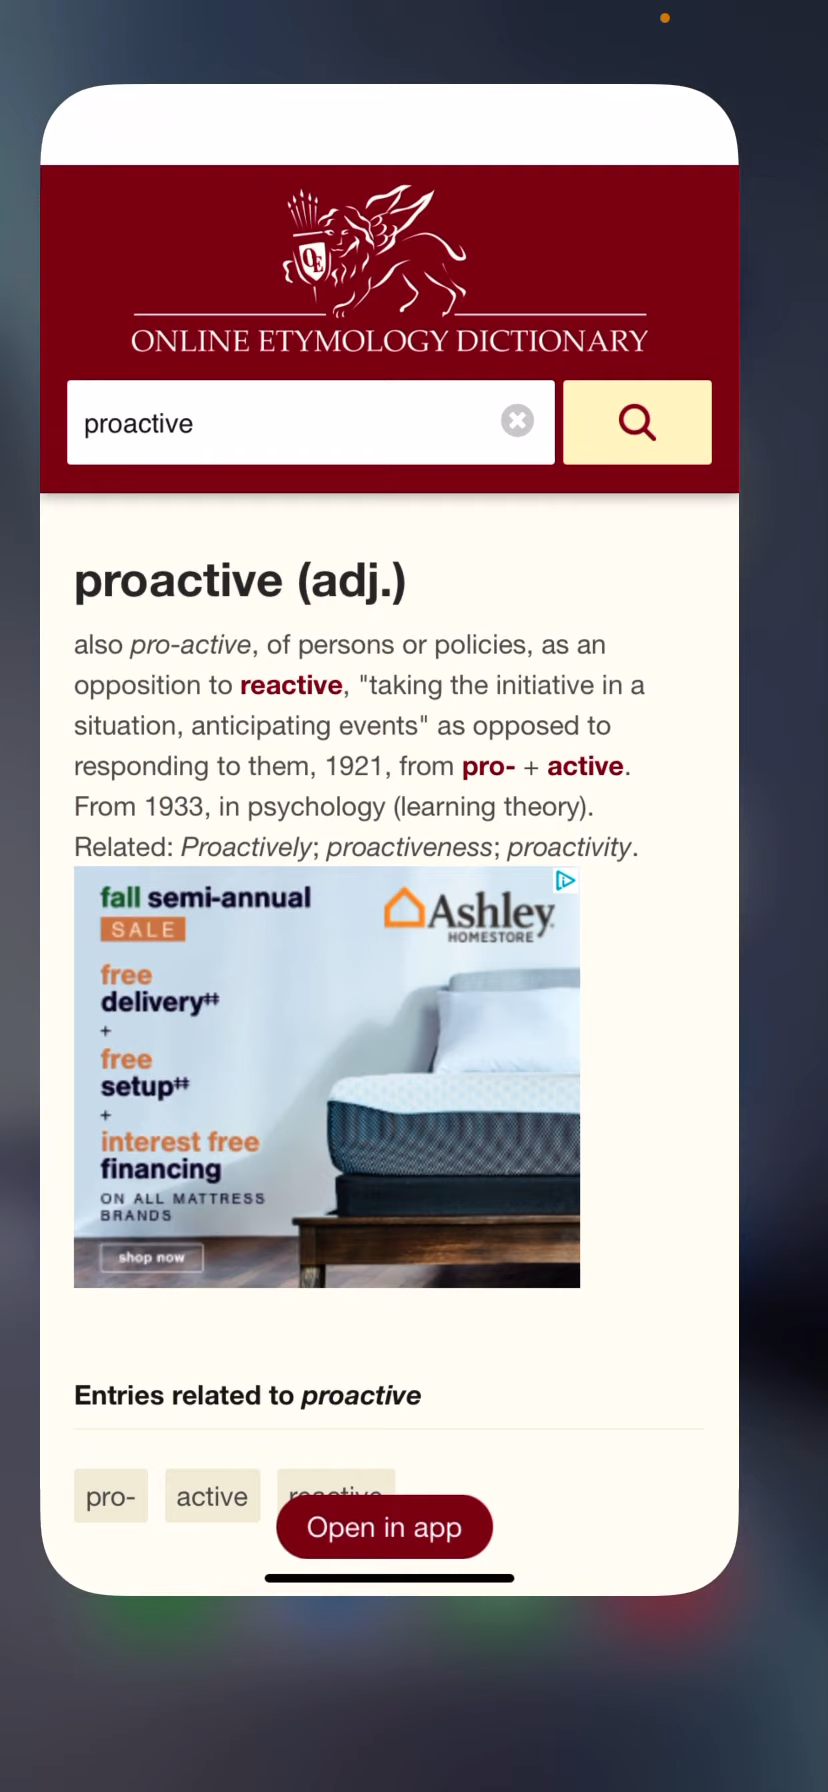 OE
ONLINE ETYMOLOGY DICTIONARY
proactive
proactive (adj.)
also pro-active, of persons or policies, as an
opposition to reactive, "taking the initiative in a
situation, anticipating events" as opposed to
responding to them, 1921, from pro- + active.
From 1933, in psychology (learning theory).
Related: Proactively; proactiveness; proactivity.
fall semi-annual
SALE
Ashley
HOMESTORE
free
delivery‡‡
+
free
setup‡‡
+
interest free
financing
ON ALL MATTRESS
BRANDS
shop now
Entries related to proactive
pro-
active
reactive
Open in app